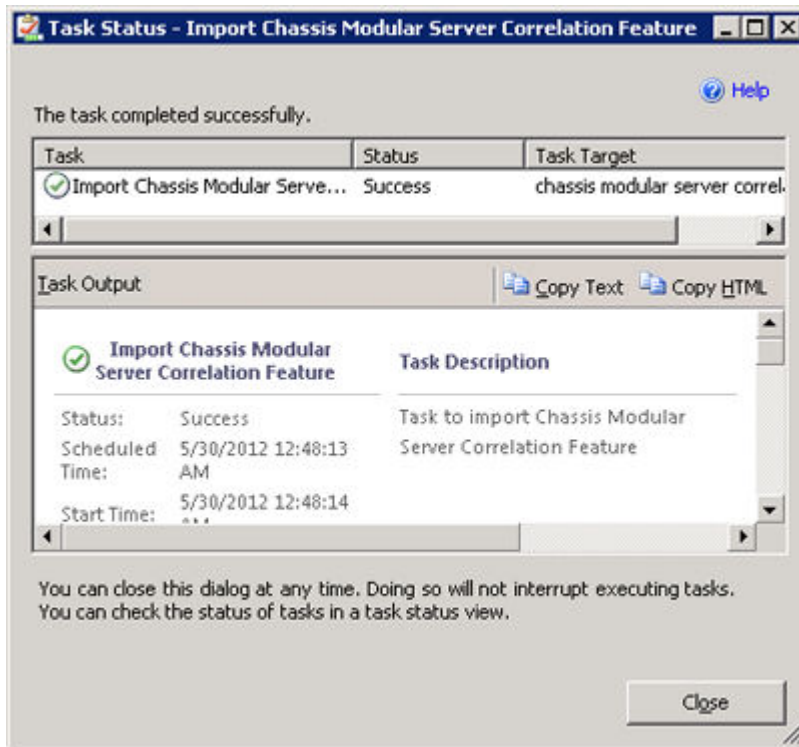 Task Status - Import Chassis Modular Server Correlation Feature
Help
The task completed successfully.
Task Status Task Target
Import Chassis Modular Serve... Success chassis modular server correl
Task Output Copy Text Copy HTML
Import Chassis Modular
Server Correlation Feature
Task Description
Status: Success
Scheduled Time: 5/30/2012 12:48:13 AM
Start Time: 5/30/2012 12:48:14
Task to import Chassis Modular
Server Correlation Feature
You can close this dialog at any time. Doing so will not interrupt executing tasks.
You can check the status of tasks in a task status view.
Close